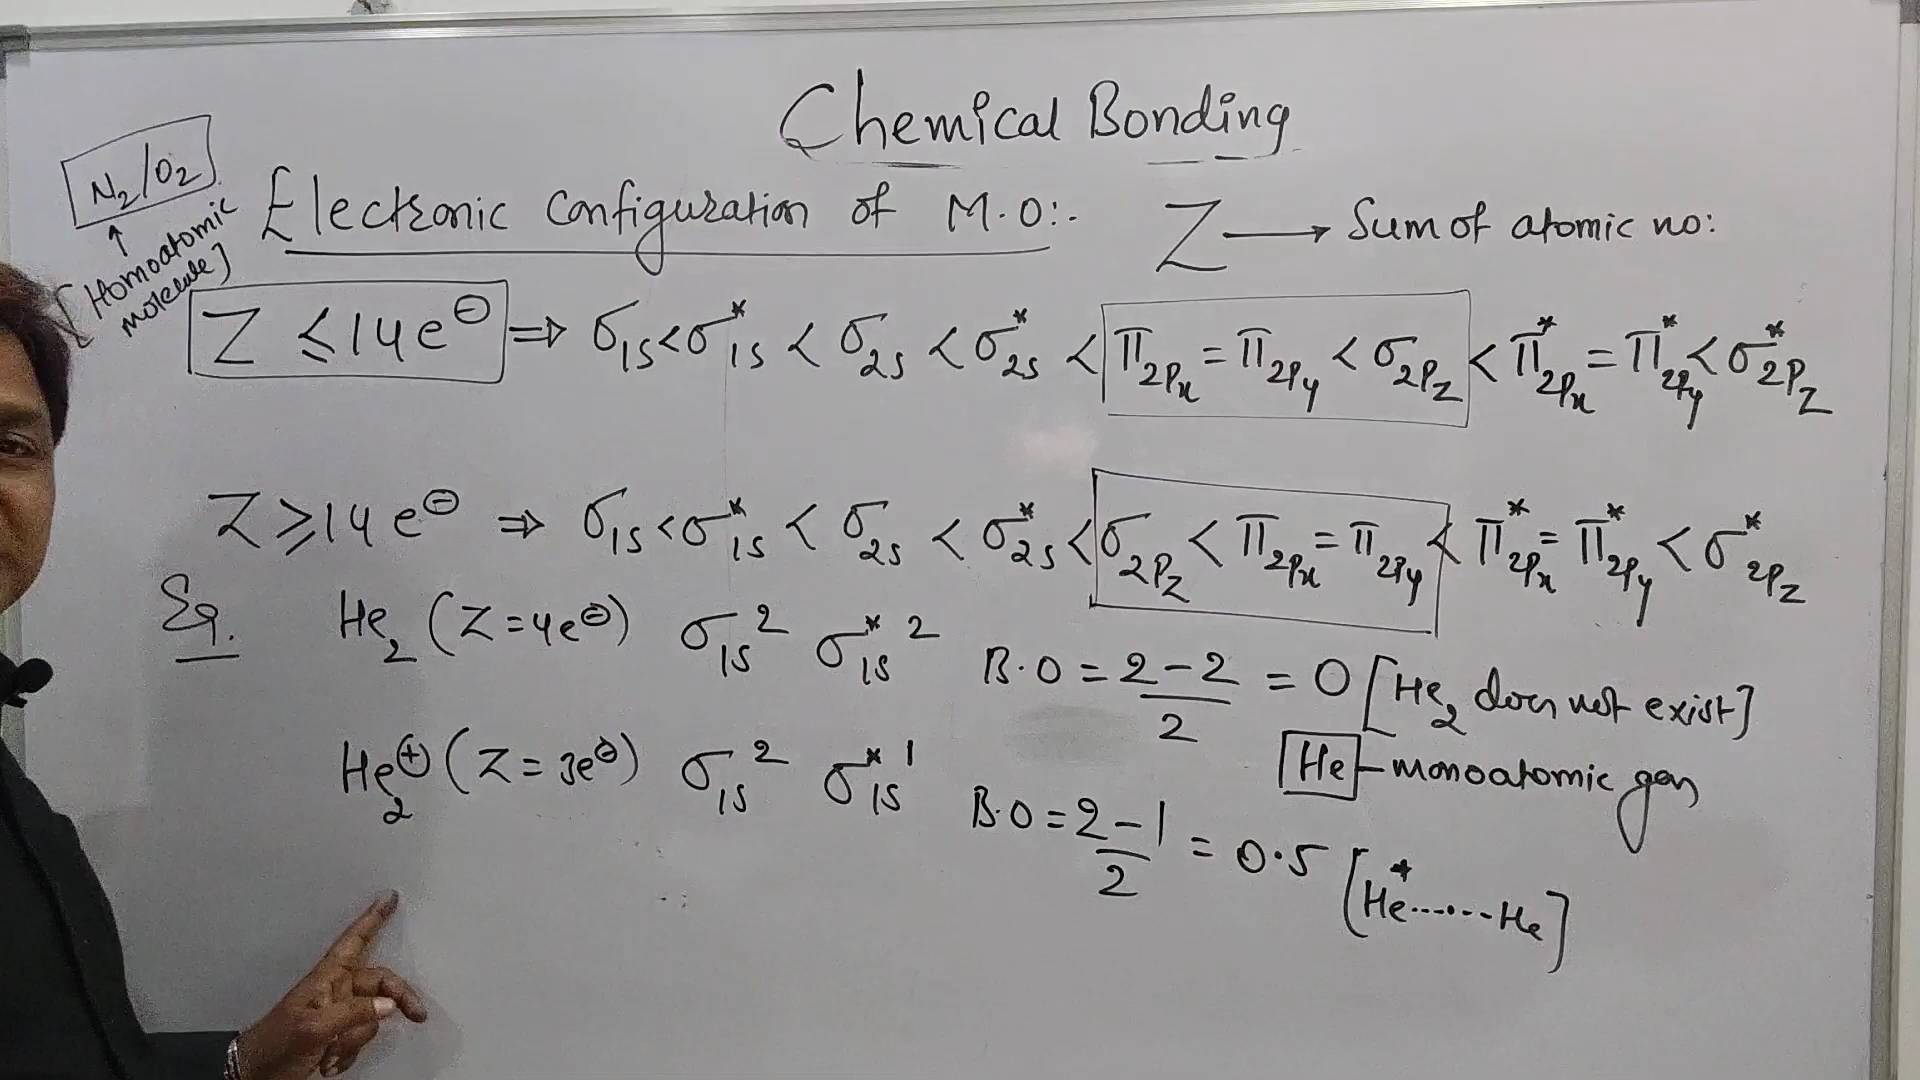 Chemical Bonding
N₂/O₂
↑
[Homoatomic
molecule]
Electronic Configuration of M.O:.
Z → Sum of atomic no:
Z ≤ 14e⊖ ⇒ σ1s < σ*1s < σ2s < σ*2s < π2Px = π2Py < σ2Pz < π*2Px = π*2Py < σ*2Pz
Z ≥ 14e⊖ ⇒ σ1s < σ*1s < σ2s < σ*2s < σ2Pz < π2Px = π2Py < π*2Px = π*2Py < σ*2Pz
Eg. He₂ (Z=4e⊖) σ1s² σ*1s² B.O = 2-2/2 = 0 [He₂ does not exist]
He - monoatomic gas
He₂⊕ (Z=3e⊖) σ1s² σ*1s¹ B.O = 2-1/2 = 0.5 [He⁺.......He]